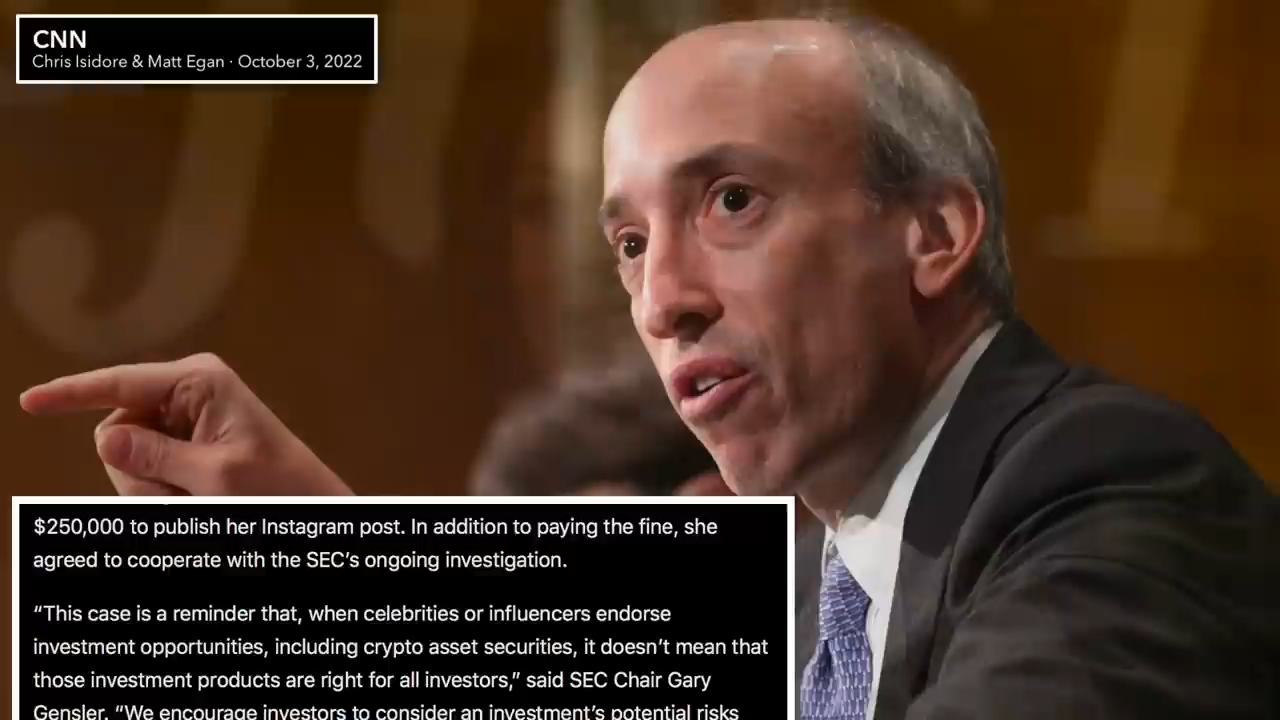 CNN
Chris Isidore & Matt Egan · October 3, 2022
$250,000 to publish her Instagram post. In addition to paying the fine, she
agreed to cooperate with the SEC’s ongoing investigation.
“This case is a reminder that, when celebrities or influencers endorse
investment opportunities, including crypto asset securities, it doesn’t mean that
those investment products are right for all investors,” said SEC Chair Gary
Gensler. “We encourage investors to consider an investment’s potential risks